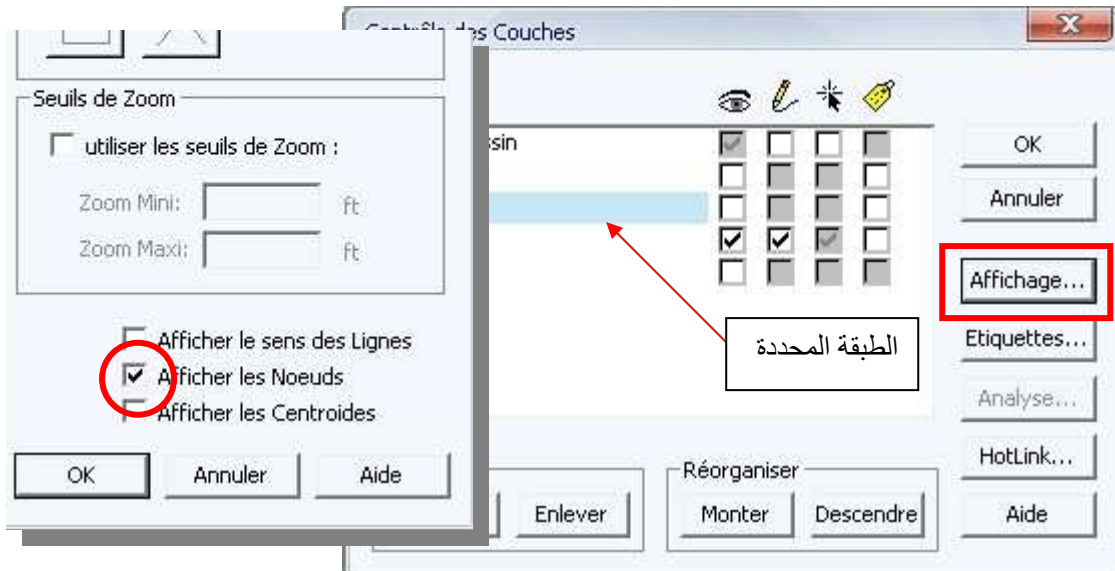 Seuils de Zoom
utiliser les seuils de Zoom :
Zoom Mini: ft
Zoom Maxi: ft
Afficher le sens des Lignes
Afficher les Noeuds
Afficher les Centroides
OK Annuler Aide
des Couches
OK
Annuler
Affichage...
Etiquettes...
Analyse...
HotLink...
Aide
الطبقة المحددة
Réorganiser
Enlever
Monter
Descendre